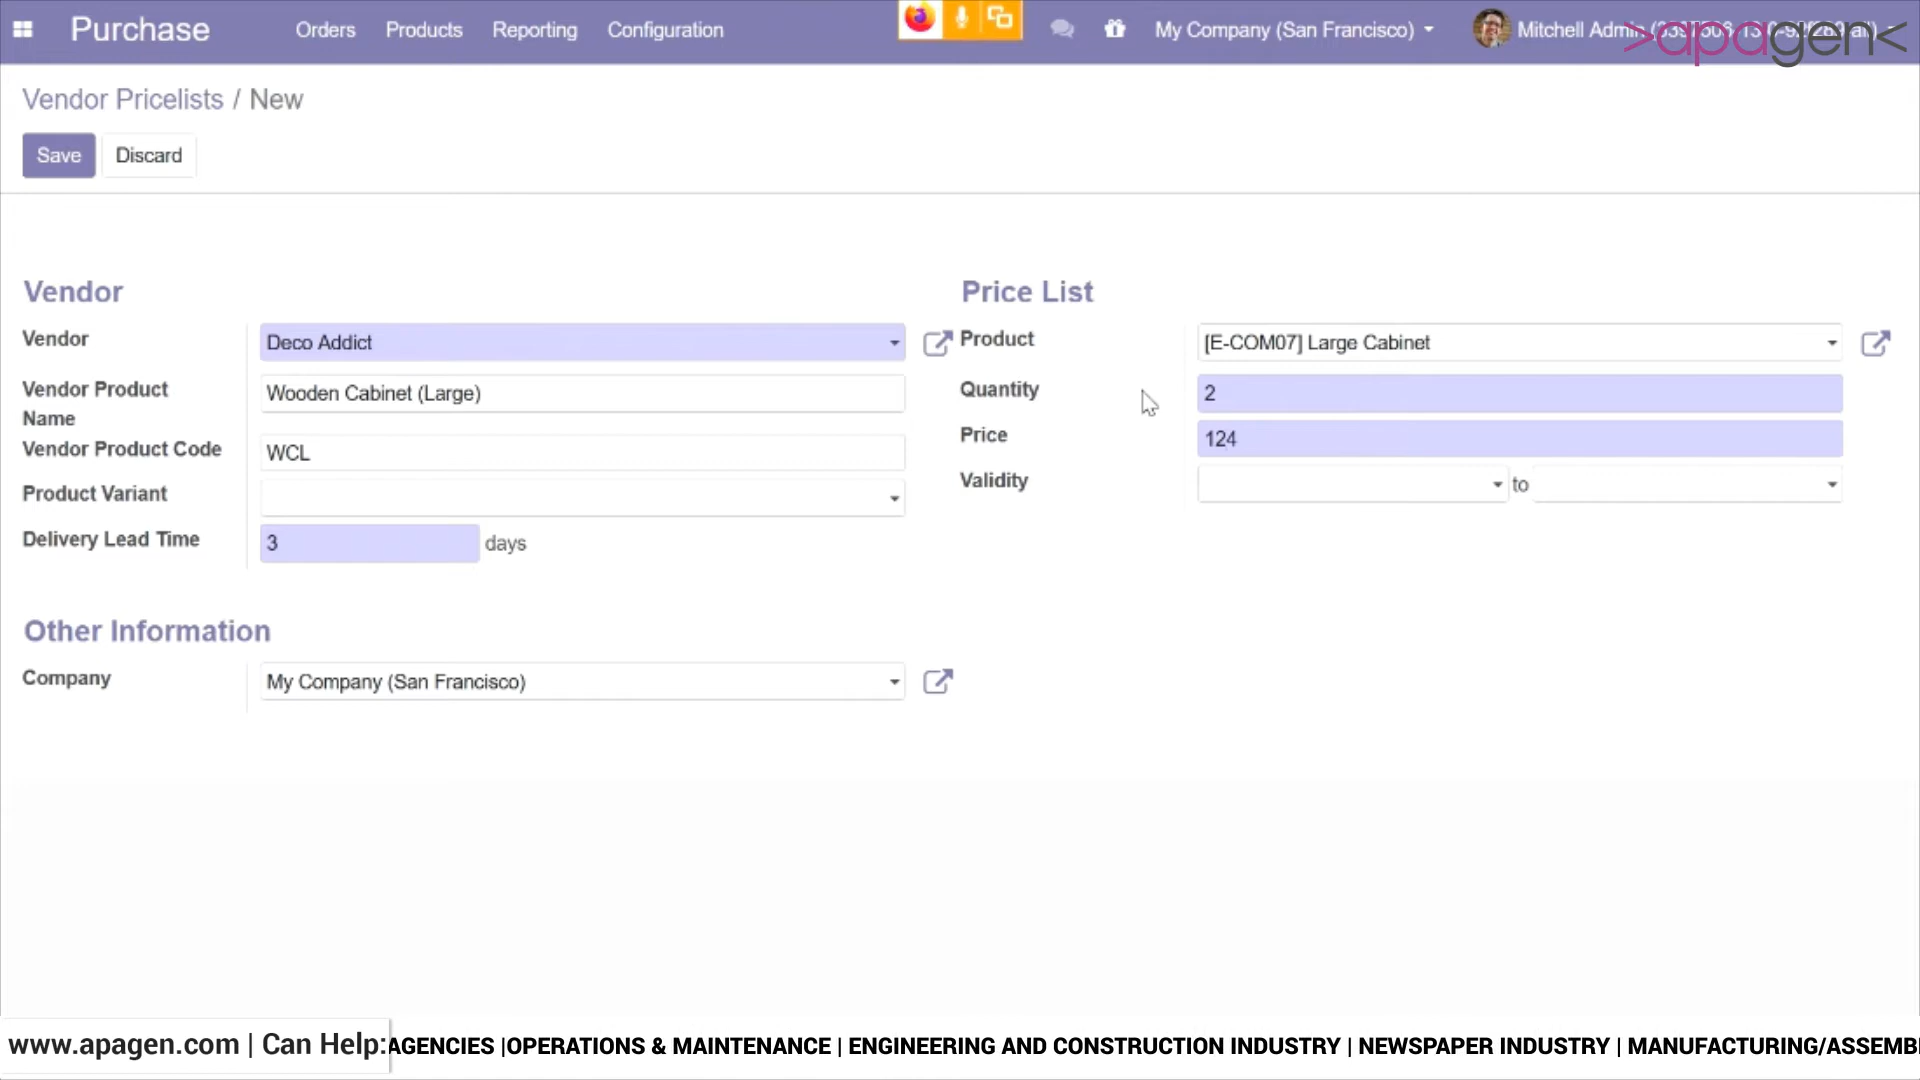 Purchase Orders Products Reporting Configuration My Company (San Francisco) Mitchell Admin
>apagen<
Vendor Pricelists / New
Save Discard
Vendor
Vendor Deco Addict
Vendor Product Name Wooden Cabinet (Large)
Vendor Product Code WCL
Product Variant
Delivery Lead Time 3 days
Price List
Product [E-COM07] Large Cabinet
Quantity 2
Price 124
Validity to
Other Information
Company My Company (San Francisco)
www.apagen.com | Can Help: AGENCIES |OPERATIONS & MAINTENANCE | ENGINEERING AND CONSTRUCTION INDUSTRY | NEWSPAPER INDUSTRY | MANUFACTURING/ASSEMB